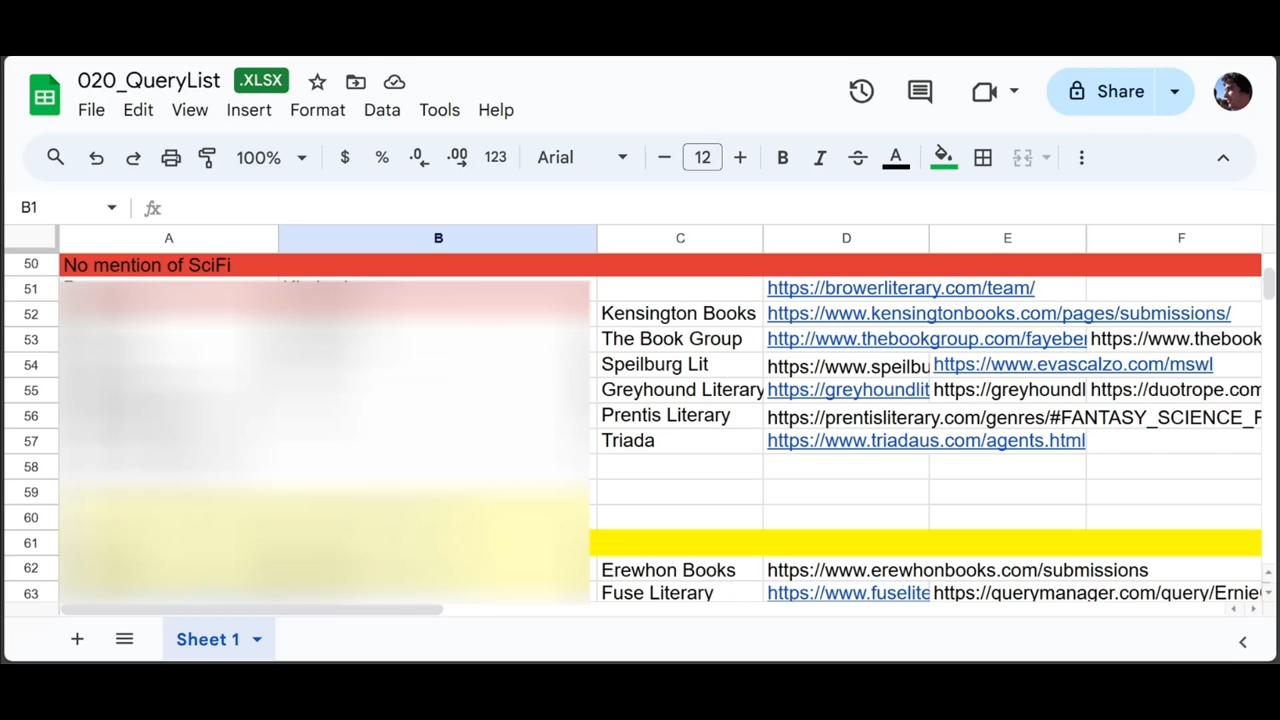 020_QueryList .XLSX
File Edit View Insert Format Data Tools Help
Share
100% $ % .0 .00 123 Arial 12 B I A
B1 fx
A B C D E F
50 No mention of SciFi
51 https://browerliterary.com/team/
52 Kensington Books https://www.kensingtonbooks.com/pages/submissions/
53 The Book Group http://www.thebookgroup.com/fayeber https://www.thebook
54 Speilburg Lit https://www.speilbu https://www.evascalzo.com/mswl
55 Greyhound Literary https://greyhoundlit https://greyhoundl https://duotrope.com
56 Prentis Literary https://prentisliterary.com/genres/#FANTASY_SCIENCE_F
57 Triada https://www.triadaus.com/agents.html
58
59
60
61
62 Erewhon Books https://www.erewhonbooks.com/submissions
63 Fuse Literary https://www.fuselite https://querymanager.com/query/Ernie
Sheet 1